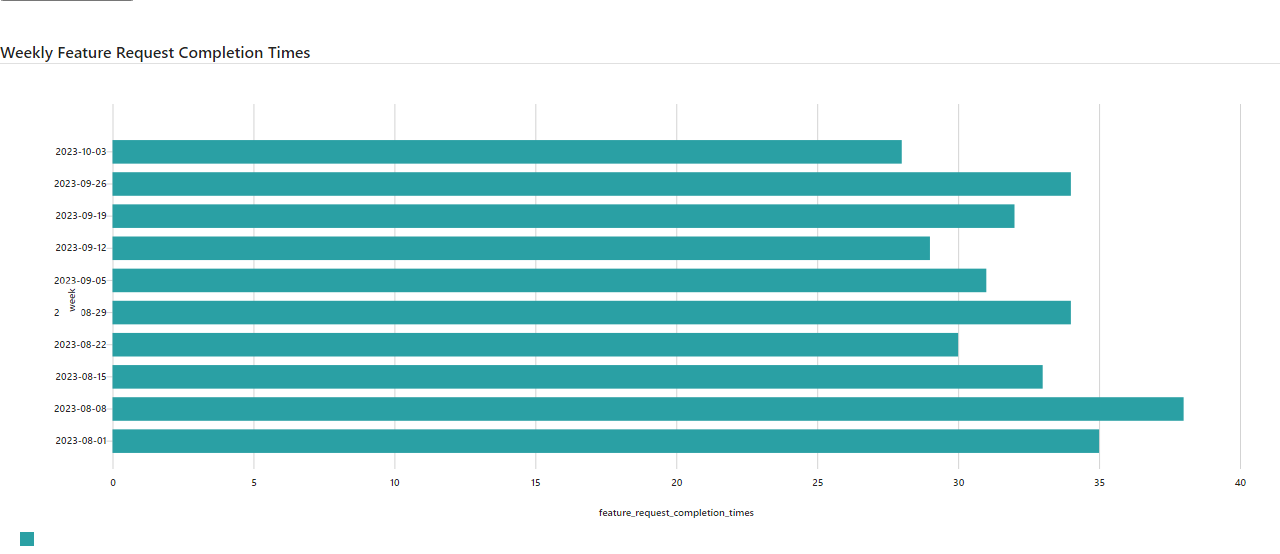 Weekly Feature Request Completion Times
2023-10-03
2023-09-26
2023-09-19
2023-09-12
2023-09-05
week
2 08-29
2023-08-22
2023-08-15
2023-08-08
2023-08-01
0 5 10 15 20 25 30 35 40
feature_request_completion_times